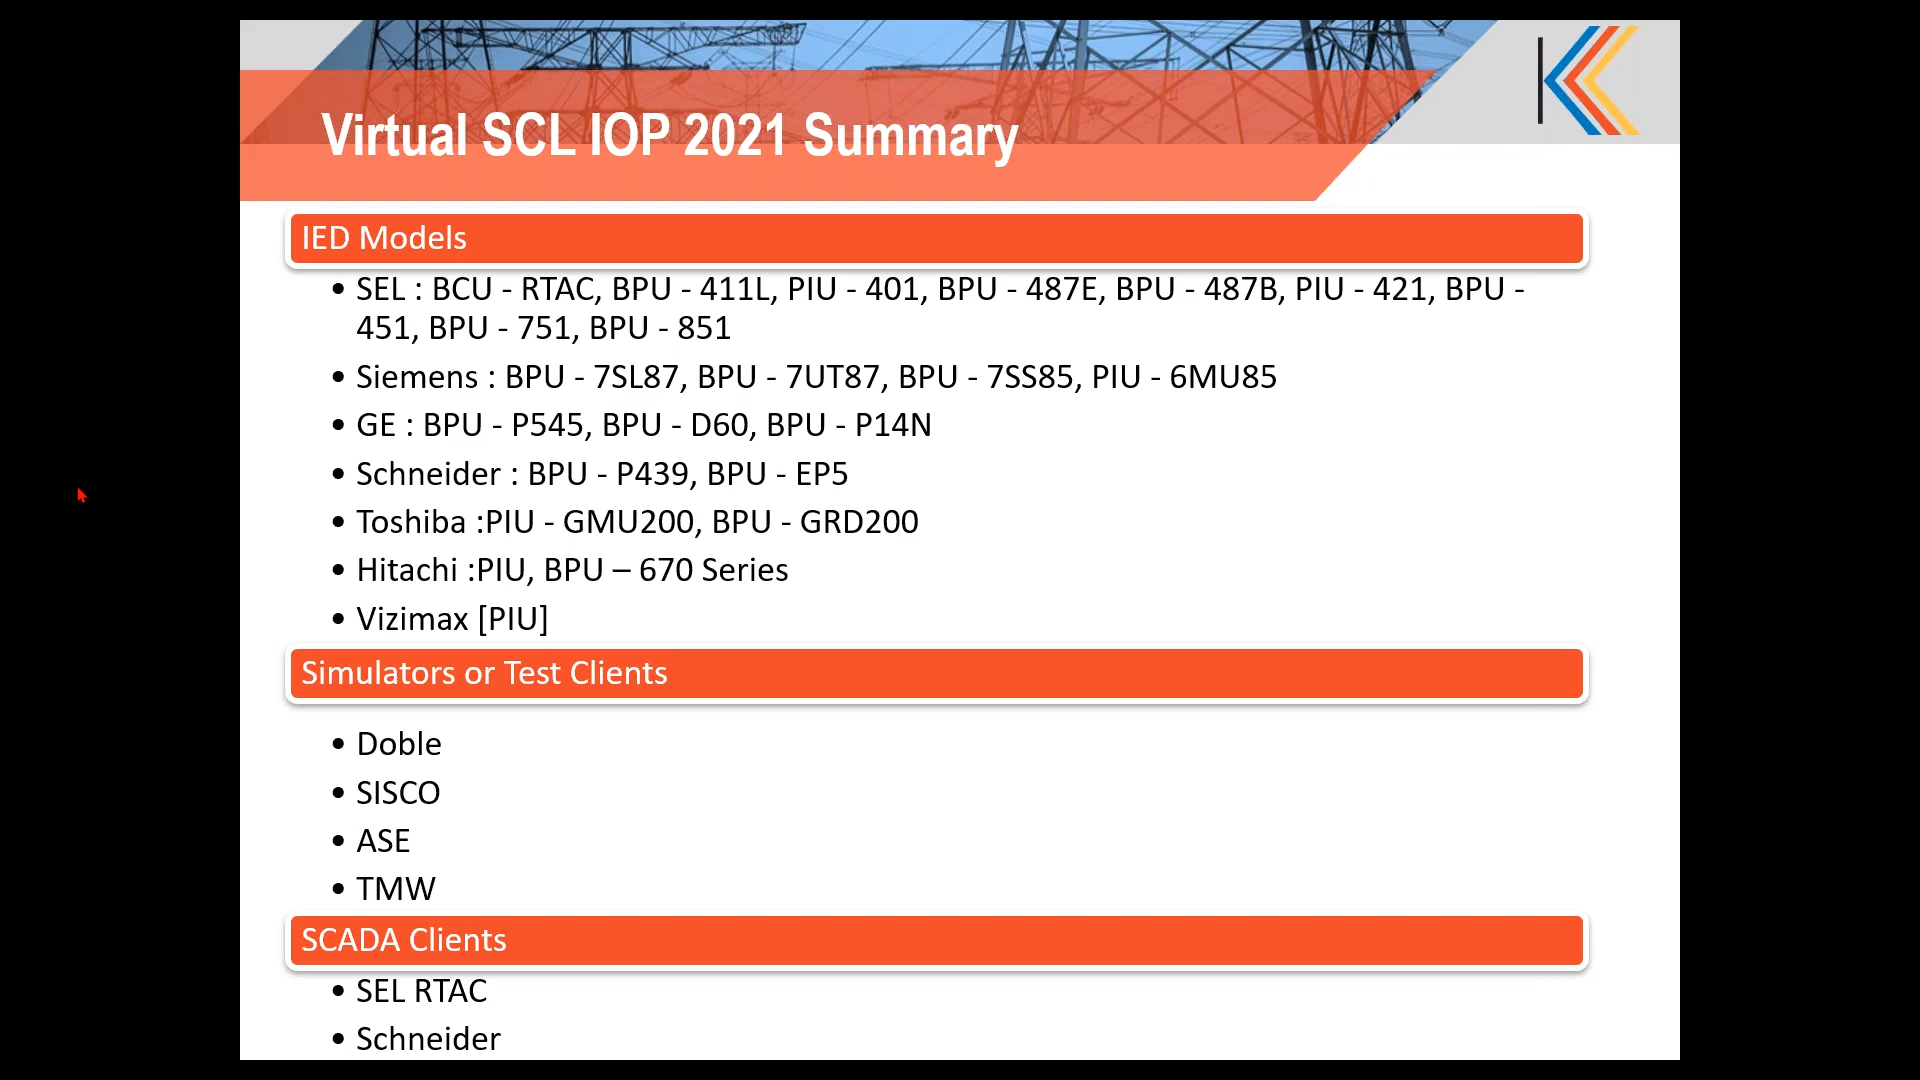 Virtual SCL IOP 2021 Summary
IED Models
• SEL : BCU - RTAC, BPU - 411L, PIU - 401, BPU - 487E, BPU - 487B, PIU - 421, BPU -
451, BPU - 751, BPU - 851
• Siemens : BPU - 7SL87, BPU - 7UT87, BPU - 7SS85, PIU - 6MU85
• GE : BPU - P545, BPU - D60, BPU - P14N
• Schneider : BPU - P439, BPU - EP5
• Toshiba :PIU - GMU200, BPU - GRD200
• Hitachi :PIU, BPU – 670 Series
• Vizimax [PIU]
Simulators or Test Clients
• Doble
• SISCO
• ASE
• TMW
SCADA Clients
• SEL RTAC
• Schneider